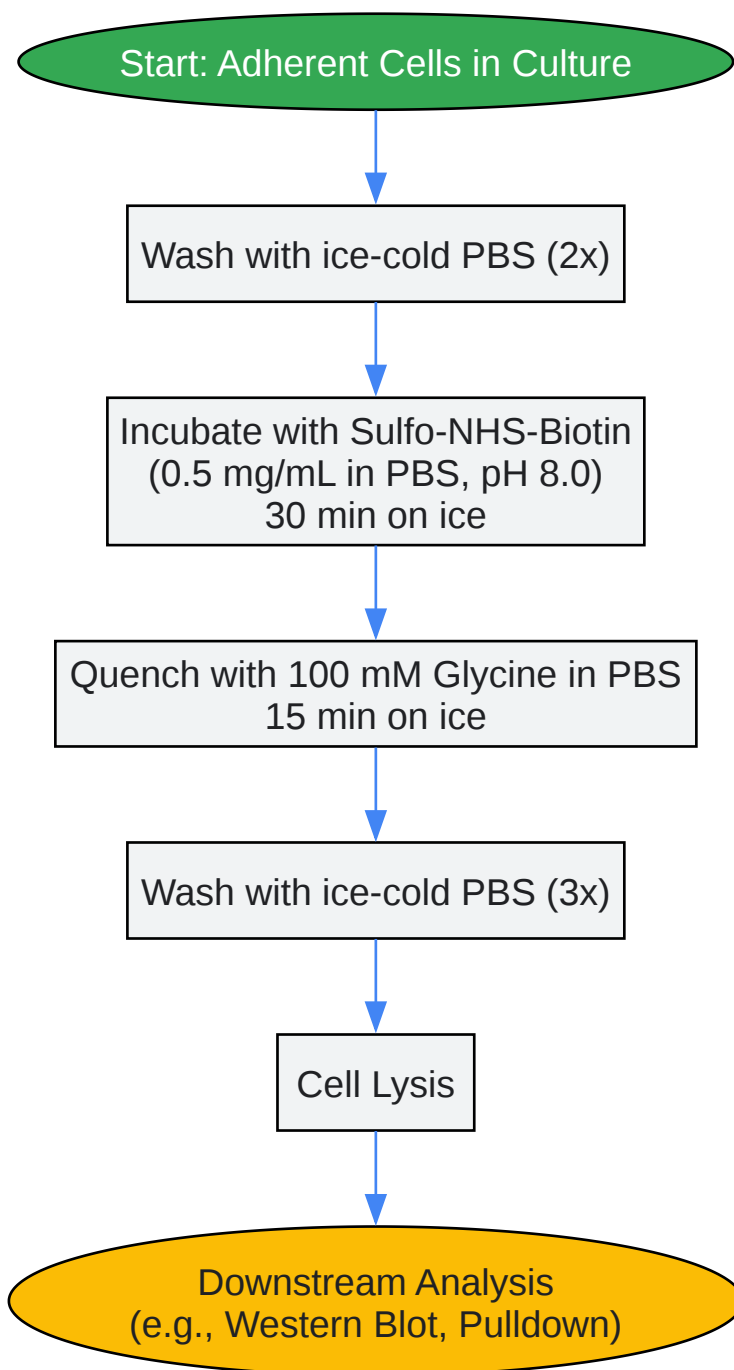 Start: Adherent Cells in Culture
Wash with ice-cold PBS (2x)
Incubate with Sulfo-NHS-Biotin
(0.5 mg/mL in PBS, pH 8.0)
30 min on ice
Quench with 100 mM Glycine in PBS
15 min on ice
Wash with ice-cold PBS (3x)
Cell Lysis
Downstream Analysis
(e.g., Western Blot, Pulldown)